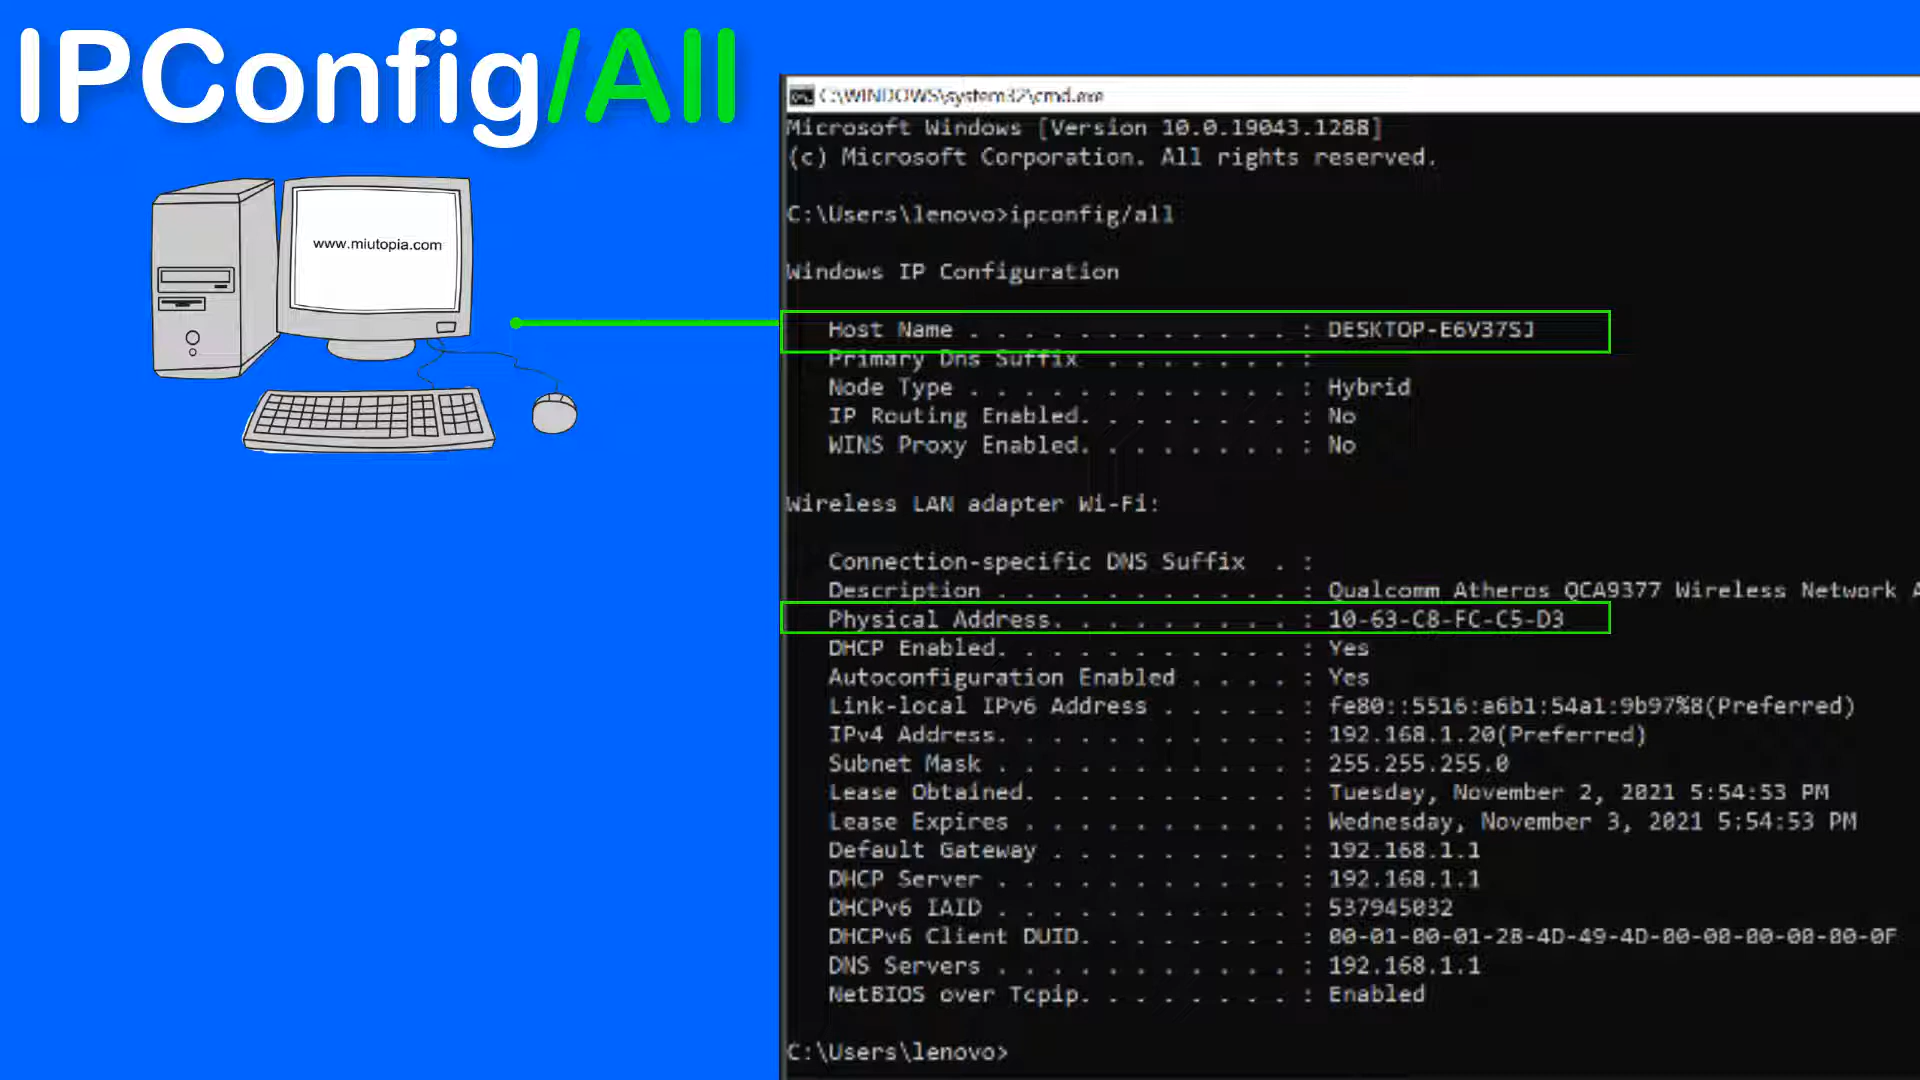 IPConfig/All
www.miutopia.com
C:\WINDOWS\system32\cmd.exe
Microsoft Windows [Version 10.0.19043.1288]
(c) Microsoft Corporation. All rights reserved.
C:\Users\lenovo>ipconfig/all
Windows IP Configuration
Host Name . . . . . . . . . . . . : DESKTOP-E6V37SJ
Primary Dns Suffix  . . . . . . . :
Node Type . . . . . . . . . . . . : Hybrid
IP Routing Enabled. . . . . . . . : No
WINS Proxy Enabled. . . . . . . . : No
Wireless LAN adapter Wi-Fi:
Connection-specific DNS Suffix  . :
Description . . . . . . . . . . . : Qualcomm Atheros QCA9377 Wireless Network A
Physical Address. . . . . . . . . : 10-63-C8-FC-C5-D3
DHCP Enabled. . . . . . . . . . . : Yes
Autoconfiguration Enabled . . . . : Yes
Link-local IPv6 Address . . . . . : fe80::5516:a6b1:54a1:9b97%8(Preferred)
IPv4 Address. . . . . . . . . . . : 192.168.1.20(Preferred)
Subnet Mask . . . . . . . . . . . : 255.255.255.0
Lease Obtained. . . . . . . . . . : Tuesday, November 2, 2021 5:54:53 PM
Lease Expires . . . . . . . . . . : Wednesday, November 3, 2021 5:54:53 PM
Default Gateway . . . . . . . . . : 192.168.1.1
DHCP Server . . . . . . . . . . . : 192.168.1.1
DHCPv6 IAID . . . . . . . . . . . : 537945032
DHCPv6 Client DUID. . . . . . . . : 00-01-00-01-28-4D-49-4D-00-00-00-00-00-0F
DNS Servers . . . . . . . . . . . : 192.168.1.1
NetBIOS over Tcpip. . . . . . . . : Enabled
C:\Users\lenovo>